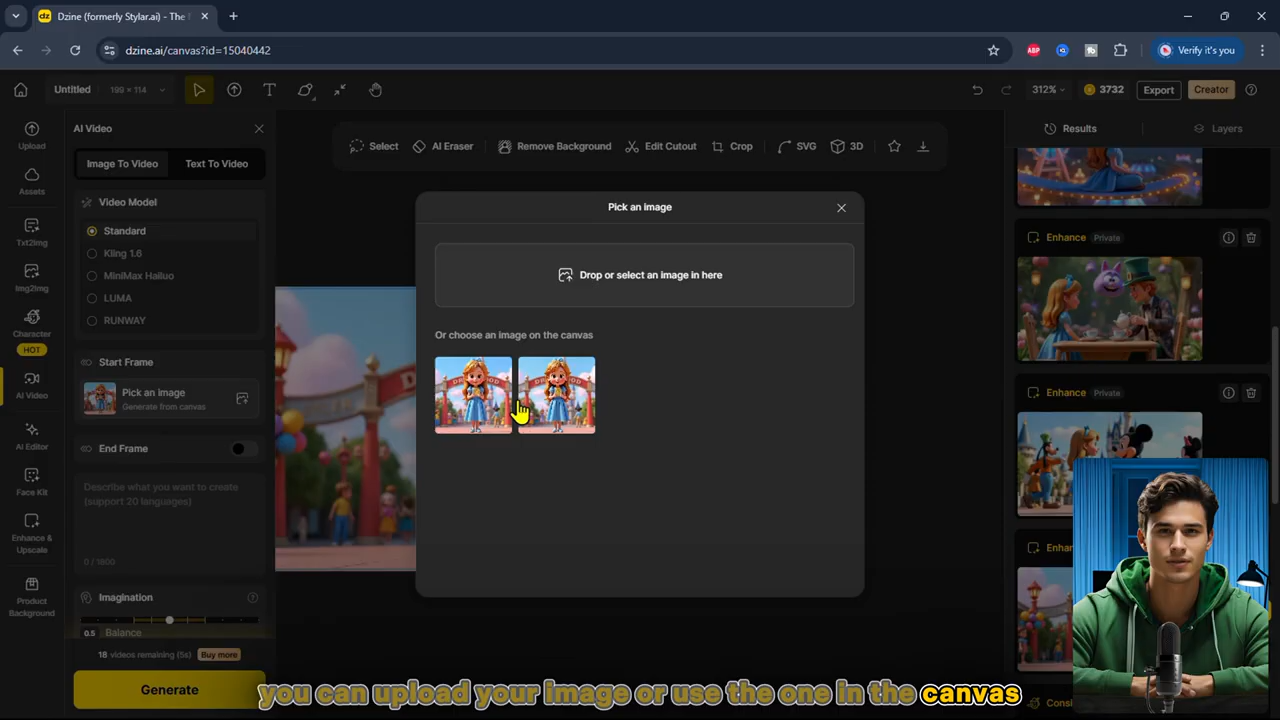 Dzine (formerly Stylar.ai) - The
dzine.ai/canvas?id=15040442
ABP
Verify it's you
Untitled
199 × 114
312%
3732
Export
Creator
Upload
Assets
Txt2img
Img2img
Character
HOT
AI Video
AI Editor
Face Kit
Enhance & Upscale
Product Background
AI Video
Image To Video
Text To Video
Video Model
Standard
Kling 1.6
MiniMax Hailuo
LUMA
RUNWAY
Start Frame
Pick an image
Generate from canvas
End Frame
Describe what you want to create
(support 20 languages)
0 / 1800
Imagination
0.5 Balance
18 videos remaining (5s) Buy more
Generate
Select
AI Eraser
Remove Background
Edit Cutout
Crop
SVG
3D
Pick an image
Drop or select an image in here
Or choose an image on the canvas
Results
Layers
Enhance Private
Enhance Private
you can upload your image or use the one in the canvas